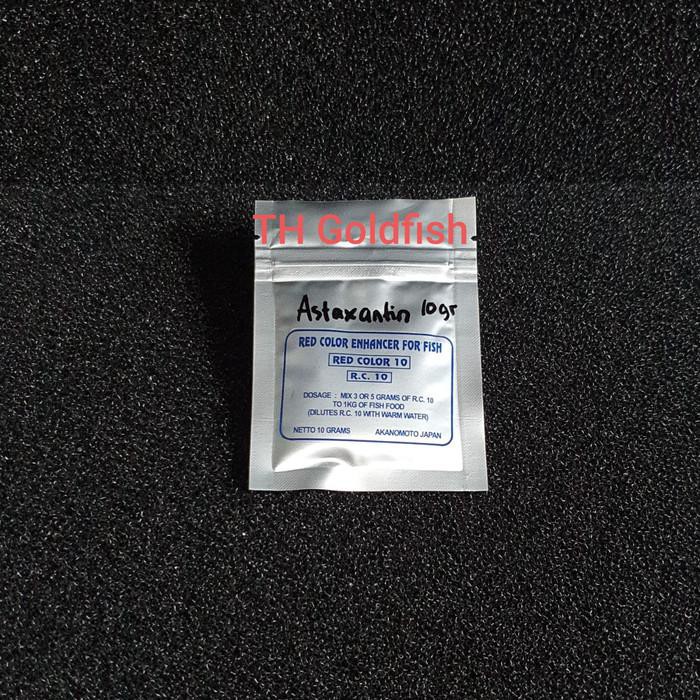 TH Goldfish
Astaxantin 10gr
RED COLOR ENHANCER FOR FISH
RED COLOR 10
R.C. 10
DOSAGE : MIX 3 OR 5 GRAMS OF R.C. 10
TO 1KG OF FISH FOOD
(DILUTES R.C. 10 WITH WARM WATER)
NETTO 10 GRAMS AKANOMOTO JAPAN